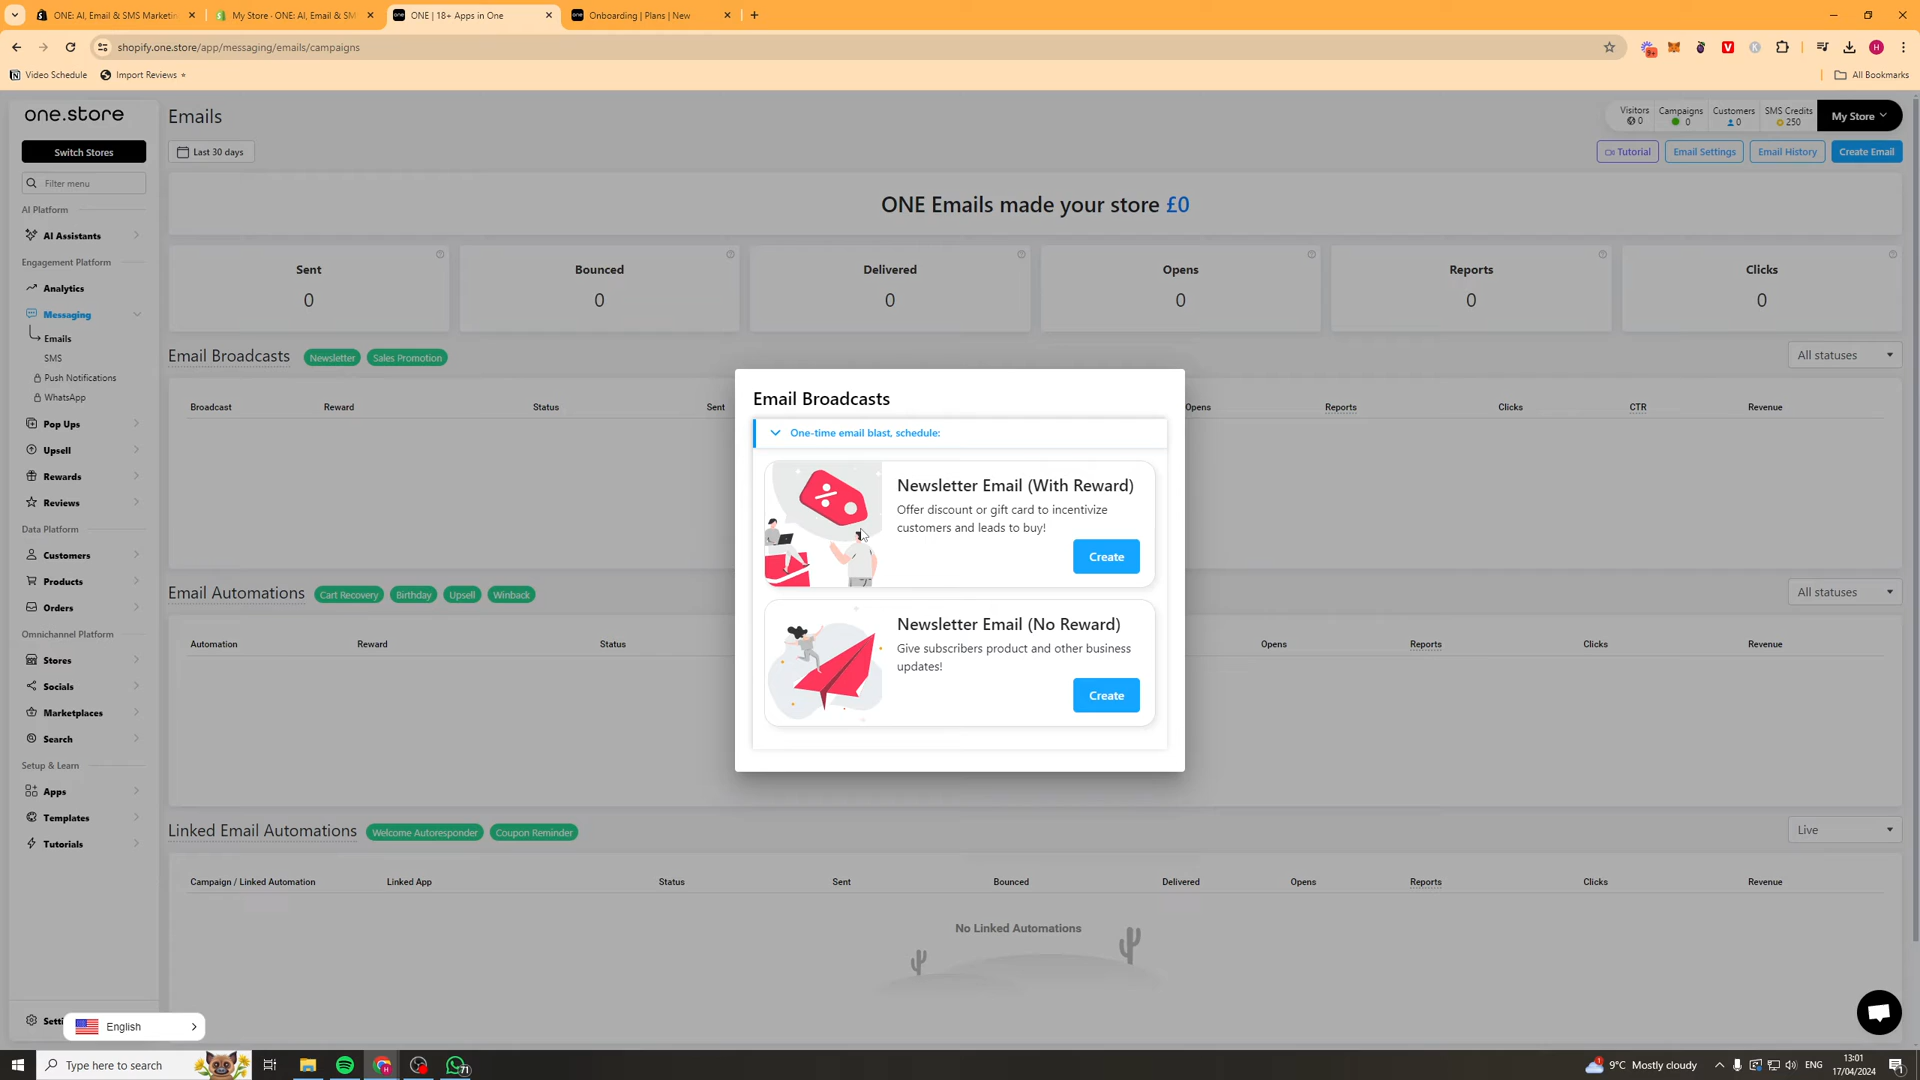 ONE: AI, Email & SMS Marketin
My Store · ONE: AI, Email & SM
ONE | 18+ Apps in One
Onboarding | Plans | New
shopify.one.store/app/messaging/emails/campaigns
Video Schedule
Import Reviews
All Bookmarks
one.store
Switch Stores
Filter menu
AI Platform
AI Assistants
Engagement Platform
Analytics
Messaging
Emails
SMS
Push Notifications
WhatsApp
Pop Ups
Upsell
Rewards
Reviews
Data Platform
Customers
Products
Orders
Omnichannel Platform
Stores
Socials
Marketplaces
Search
Setup & Learn
Apps
Templates
Tutorials
Setti
English
Emails
Last 30 days
Visitors
0
Campaigns
0
Customers
0
SMS Credits
250
My Store
Tutorial
Email Settings
Email History
Create Email
ONE Emails made your store £0
Sent
0
Bounced
0
Delivered
0
Opens
0
Reports
0
Clicks
0
Email Broadcasts Newsletter Sales Promotion
All statuses
Broadcast Reward Status Sent Opens Reports Clicks CTR Revenue
Email Broadcasts
One-time email blast, schedule:
Newsletter Email (With Reward)
Offer discount or gift card to incentivize
customers and leads to buy!
Create
Newsletter Email (No Reward)
Give subscribers product and other business
updates!
Create
Email Automations Cart Recovery Birthday Upsell Winback
All statuses
Automation Reward Status Opens Reports Clicks Revenue
Linked Email Automations Welcome Autoresponder Coupon Reminder
Live
Campaign / Linked Automation Linked App Status Sent Bounced Delivered Opens Reports Clicks Revenue
No Linked Automations
Type here to search
71
1
9°C Mostly cloudy
ENG
13:01
17/04/2024